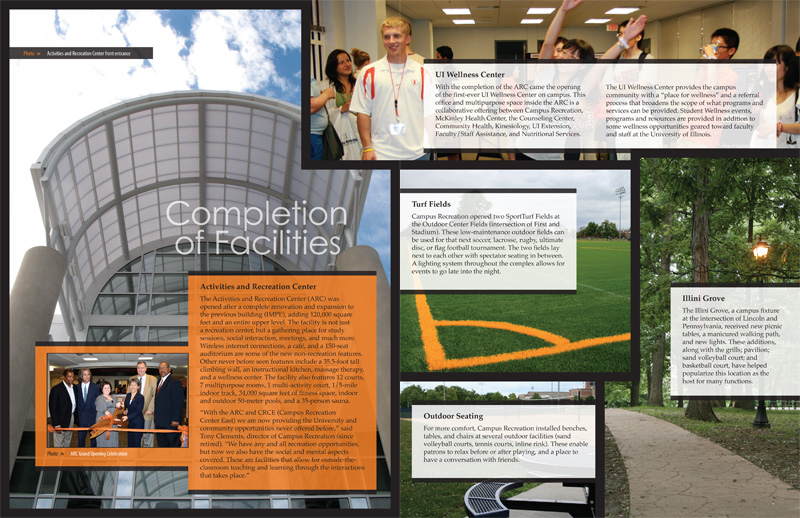 Photo » Activities and Recreation Center front entrance
Completion
of Facilities
Activities and Recreation Center
The Activities and Recreation Center (ARC) was
opened after a complete renovation and expansion to
the previous building (IMPE), adding 120,000 square
feet and an entire upper level. The facility is not just
a recreation center, but a gathering place for study
sessions, social interaction, meetings, and much more.
Wireless internet connections, a café, and a 150-seat
auditorium are some of the new non-recreation features.
Other never before seen features include a 35.5-foot tall
climbing wall, an instructional kitchen, massage therapy,
and a wellness center. The facility also features 12 courts,
7 multipurpose rooms, 1 multi-activity court, 1/5-mile
indoor track, 34,000 square feet of fitness space, indoor
and outdoor 50-meter pools, and a 35-person sauna.
“With the ARC and CRCE (Campus Recreation
Center East) we are now providing the University and
community opportunities never offered before,” said
Tony Clements, director of Campus Recreation (since
retired). “We have any and all recreation opportunities,
but now we also have the social and mental aspects
covered. These are facilities that allow for outside-the-
classroom teaching and learning through the interactions
that takes place.”
Photo » ARC Grand Opening Celebration
UI Wellness Center
With the completion of the ARC came the opening
of the first-ever UI Wellness Center on campus. This
office and multipurpose space inside the ARC is a
collaborative offering between Campus Recreation,
McKinley Health Center, the Counseling Center,
Community Health, Kinesiology, UI Extension,
Faculty/Staff Assistance, and Nutritional Services.
The UI Wellness Center provides the campus
community with a “place for wellness” and a referral
process that broadens the scope of what programs and
services can be provided. Student Wellness events,
programs and resources are provided in addition to
some wellness opportunities geared toward faculty
and staff at the University of Illinois.
Turf Fields
Campus Recreation opened two SportTurf Fields at
the Outdoor Center Fields (intersection of First and
Stadium). These low-maintenance outdoor fields can
be used for that next soccer, lacrosse, rugby, ultimate
disc, or flag football tournament. The two fields lay
next to each other with spectator seating in between.
A lighting system throughout the complex allows for
events to go late into the night.
Illini Grove
The Illini Grove, a campus fixture
at the intersection of Lincoln and
Pennsylvania, received new picnic
tables, a manicured walking path,
and new lights. These additions,
along with the grills; pavilion;
sand volleyball court; and
basketball court, have helped
popularize this location as the
host for many functions.
Outdoor Seating
For more comfort, Campus Recreation installed benches,
tables, and chairs at several outdoor facilities (sand
volleyball courts, tennis courts, inline rink). These enable
patrons to relax before or after playing, and a place to
have a conversation with friends.